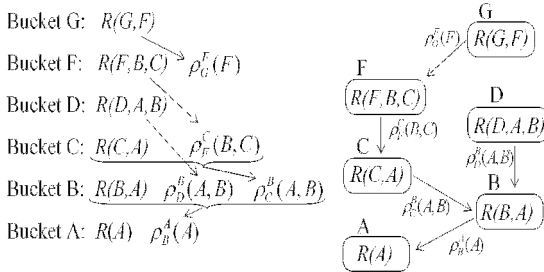 Bucket G: R(G,F)
ρ_G^F(F)
Bucket F: R(F,B,C)
Bucket D: R(D,A,B)
Bucket C: R(C,A) ρ_F^C(B,C)
Bucket B: R(B,A) ρ_D^B(A,B) ρ_C^B(A,B)
Bucket A: R(A) ρ_B^A(A)
G
R(G,F)
ρ_G^F(F)
F
R(F,B,C)
D
R(D,A,B)
ρ_F^C(B,C)
ρ_D^B(A,B)
C
R(C,A)
B
R(B,A)
ρ_C^B(A,B)
A
R(A)
ρ_B^A(A)